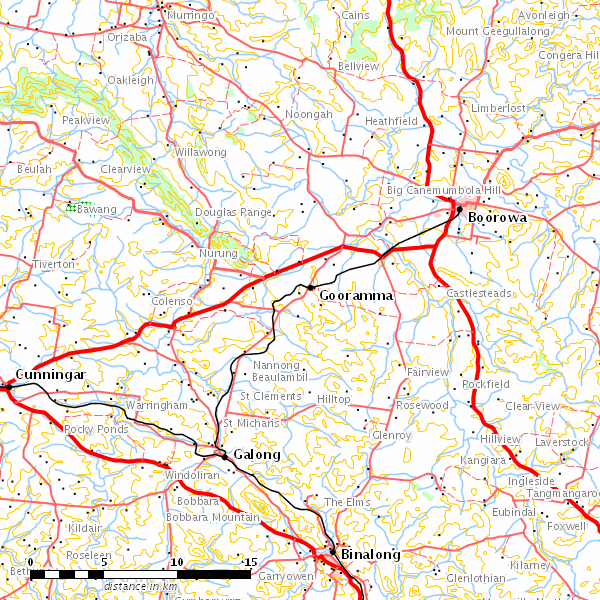 Murringo
Cains
Avonleigh
Orizaba
Mount Geegullalong
Congera Hil
Bellview
Oakleigh
Limberlost
Noongah
Peakview
Heathfield
Willawong
Beulah
Clearview
Big Canemumbola Hill
Bawang
Douglas Range
Boorowa
Nurung
Tiverton
Castlesteads
Colenso
Gooramma
Nannong
Cunningar
Beaulambil
Fairview
Rockfield
St Clements
Hilltop
Warringham
Rosewood
Clear View
St Micharis
Rocky Ponds
Glenroy
Hillview
Laverstock
Galong
Kangiara
Windoliran
Ingleside
Bobbara
The Elms
Tangmangaroo
Bobbara Mountain
Eubindal
Kildair
Foxwell
Roseleen
Binalong
0 5 10 15
Kilarney
Garryowen
Glenlothian
distance in km